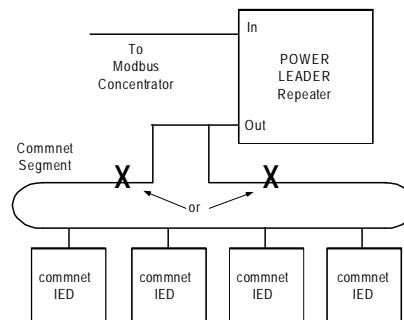 In
To
Modbus
Concentrator
POWER
LEADER
Repeater
Out
Commnet
Segment
X
X
or
commnet
IED
commnet
IED
commnet
IED
commnet
IED